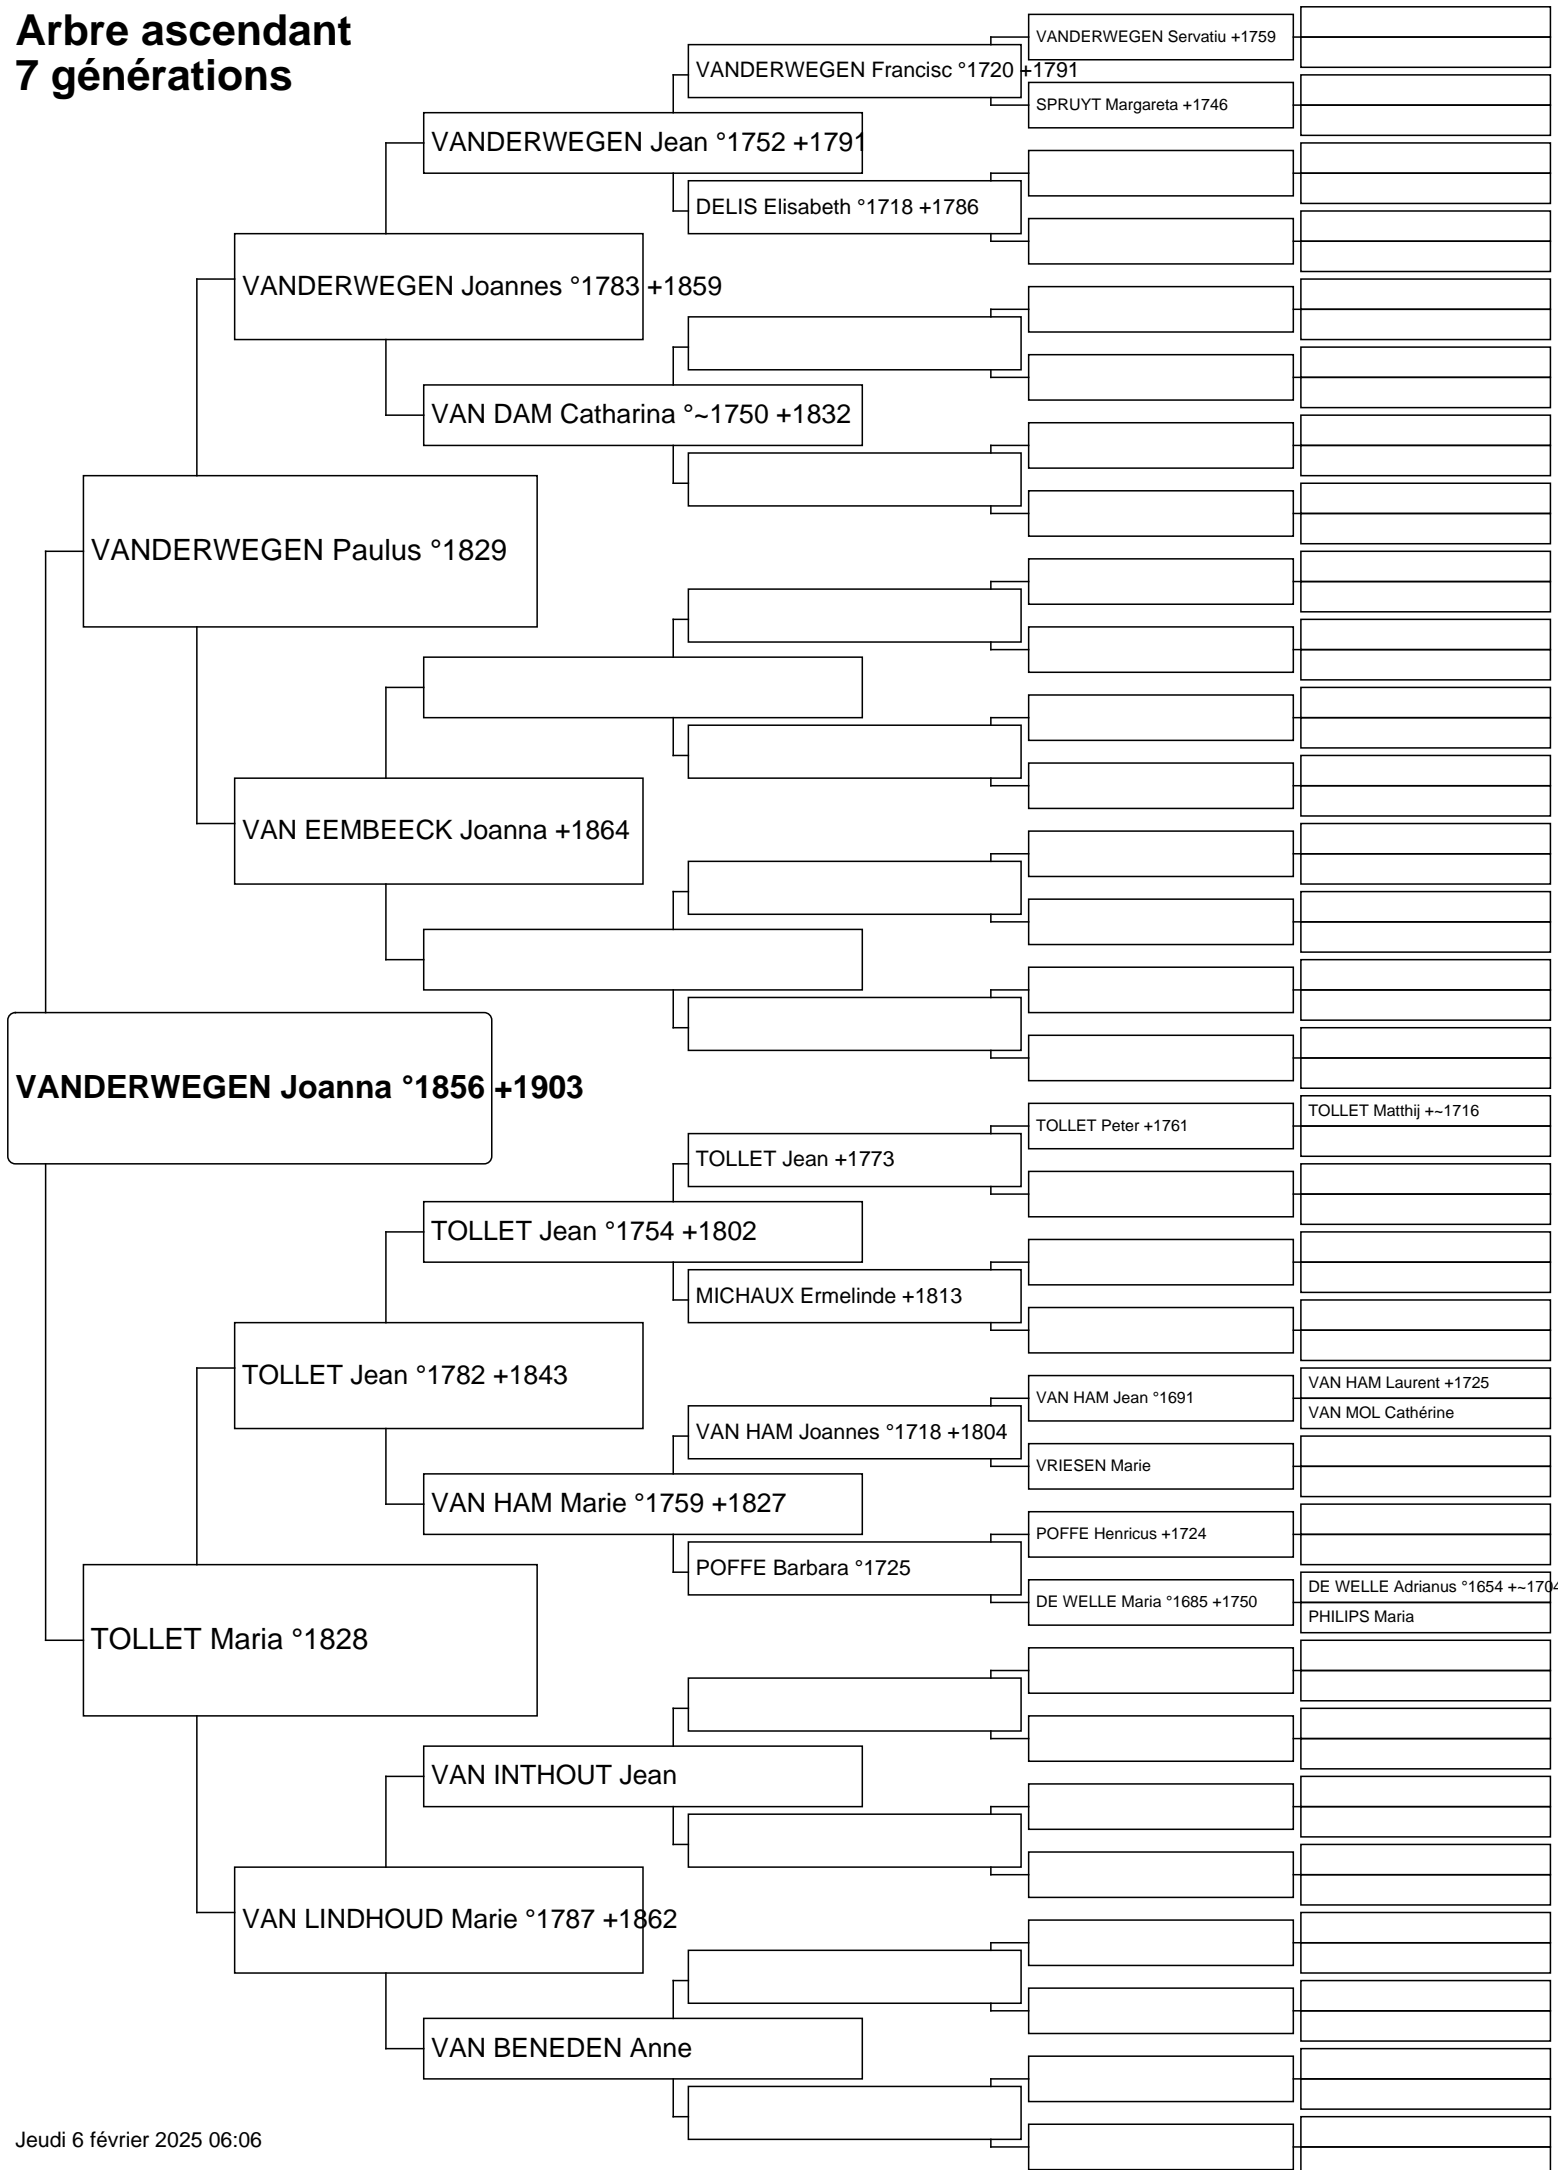 Arbre ascendant
7 générations
VANDERWEGEN Servatiu +1759
VANDERWEGEN Francisc °1720 +1791
SPRUYT Margareta +1746
VANDERWEGEN Jean °1752 +1791
DELIS Elisabeth °1718 +1786
VANDERWEGEN Joannes °1783 +1859
VAN DAM Catharina °~1750 +1832
VANDERWEGEN Paulus °1829
VAN EEMBEECK Joanna +1864
VANDERWEGEN Joanna °1856 +1903
TOLLET Matthij +~1716
TOLLET Peter +1761
TOLLET Jean +1773
TOLLET Jean °1754 +1802
MICHAUX Ermelinde +1813
TOLLET Jean °1782 +1843
VAN HAM Laurent +1725
VAN HAM Jean °1691
VAN MOL Cathérine
VAN HAM Joannes °1718 +1804
VRIESEN Marie
VAN HAM Marie °1759 +1827
POFFE Henricus +1724
POFFE Barbara °1725
DE WELLE Adrianus °1654 +~1704
DE WELLE Maria °1685 +1750
PHILIPS Maria
TOLLET Maria °1828
VAN INTHOUT Jean
VAN LINDHOUD Marie °1787 +1862
VAN BENEDEN Anne
Jeudi 6 février 2025 06:06